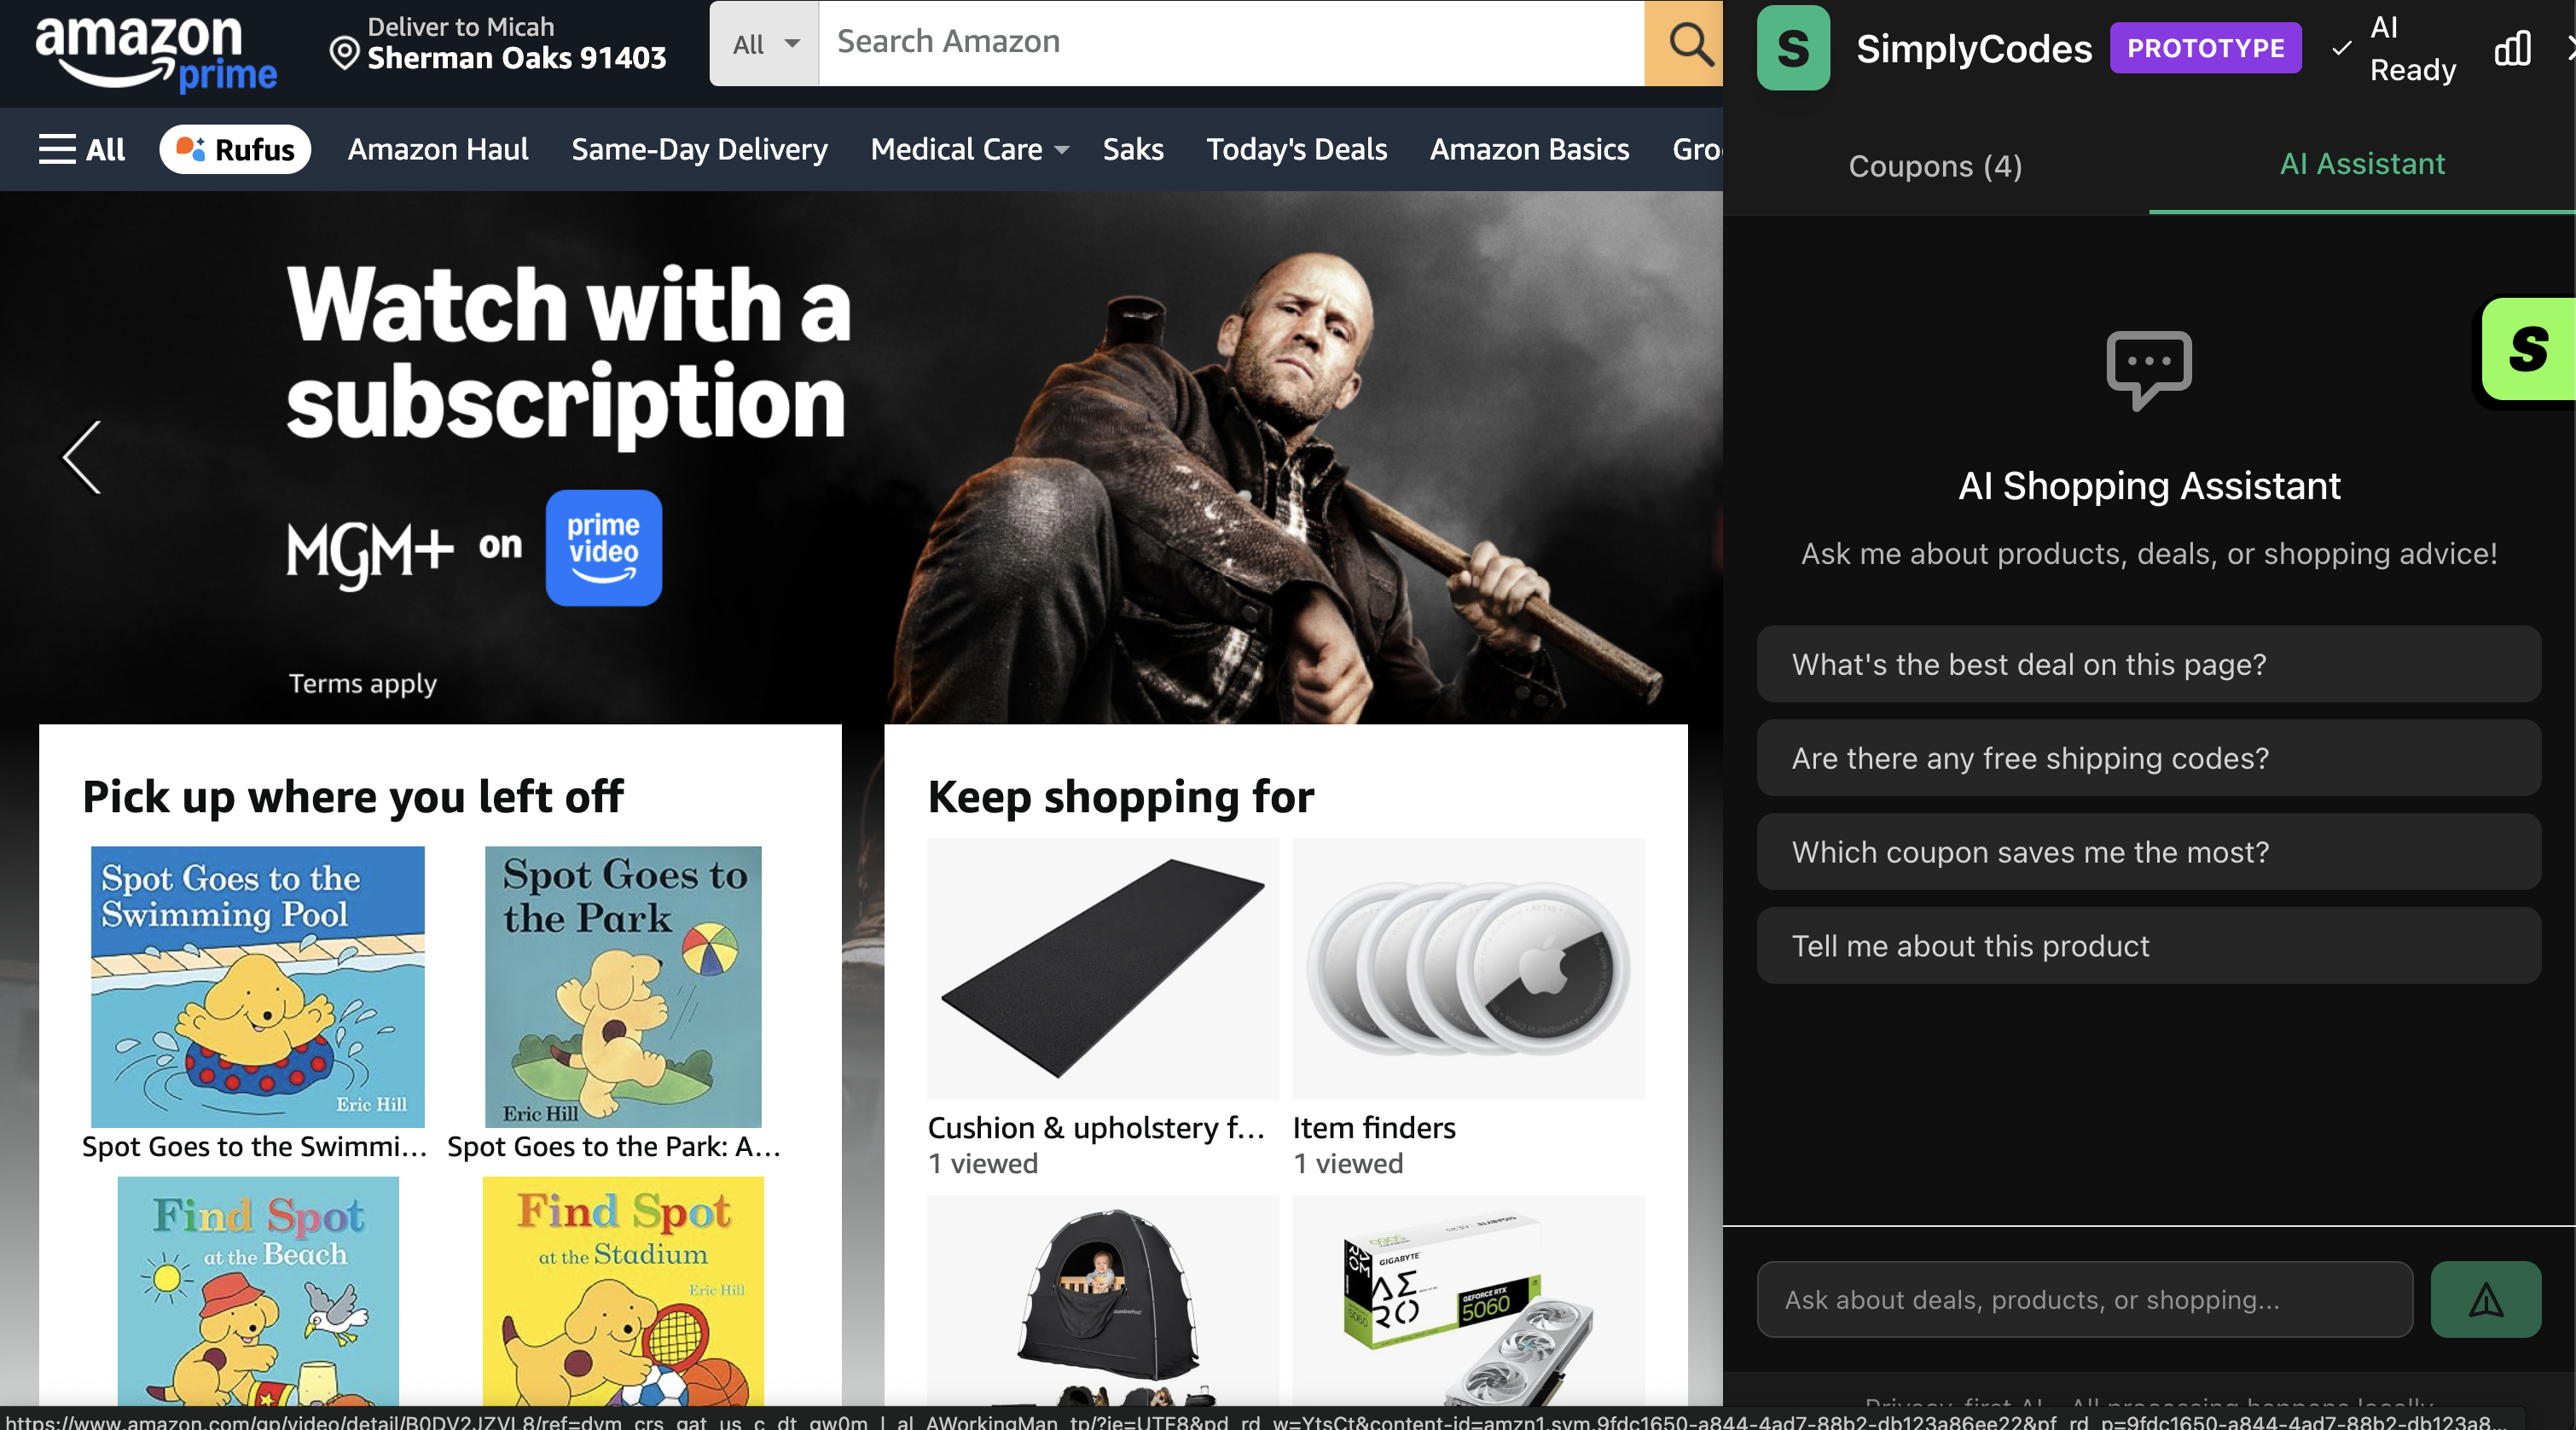 amazon
prime
Deliver to Micah
Sherman Oaks 91403
All
Search Amazon
All
Rufus
Amazon Haul
Same-Day Delivery
Medical Care
Saks
Today's Deals
Amazon Basics
Gro
Watch with a
subscription
MGM+ on prime video
Terms apply
Pick up where you left off
Spot Goes to the
Swimming Pool
Eric Hill
Spot Goes to the Swimmi...
Spot Goes to
the Park
Eric Hill
Spot Goes to the Park: A...
Find Spot
at the Beach
Find Spot
at the Stadium
Eric Hill
Keep shopping for
Cushion & upholstery f...
1 viewed
Item finders
1 viewed
GIGABYTE
GEFORCE RTX
5060
S
SimplyCodes
PROTOTYPE
AI
Ready
Coupons (4)
AI Assistant
S
AI Shopping Assistant
Ask me about products, deals, or shopping advice!
What's the best deal on this page?
Are there any free shipping codes?
Which coupon saves me the most?
Tell me about this product
Ask about deals, products, or shopping...
https://www.amazon.com/gp/video/detail/B0DV2JZVL8/ref=dvm_crs_gat_us_c_dt_gw0m_l_al_AWorkingMan_tp/?ie=UTF8&pd_rd_w=YtsCt&content-id=amzn1.sym.9fdc1650-a844-4ad7-88b2-db123a86ee22&pf_rd_p=9fdc1650-a844-4ad7-88b2-db123a8...